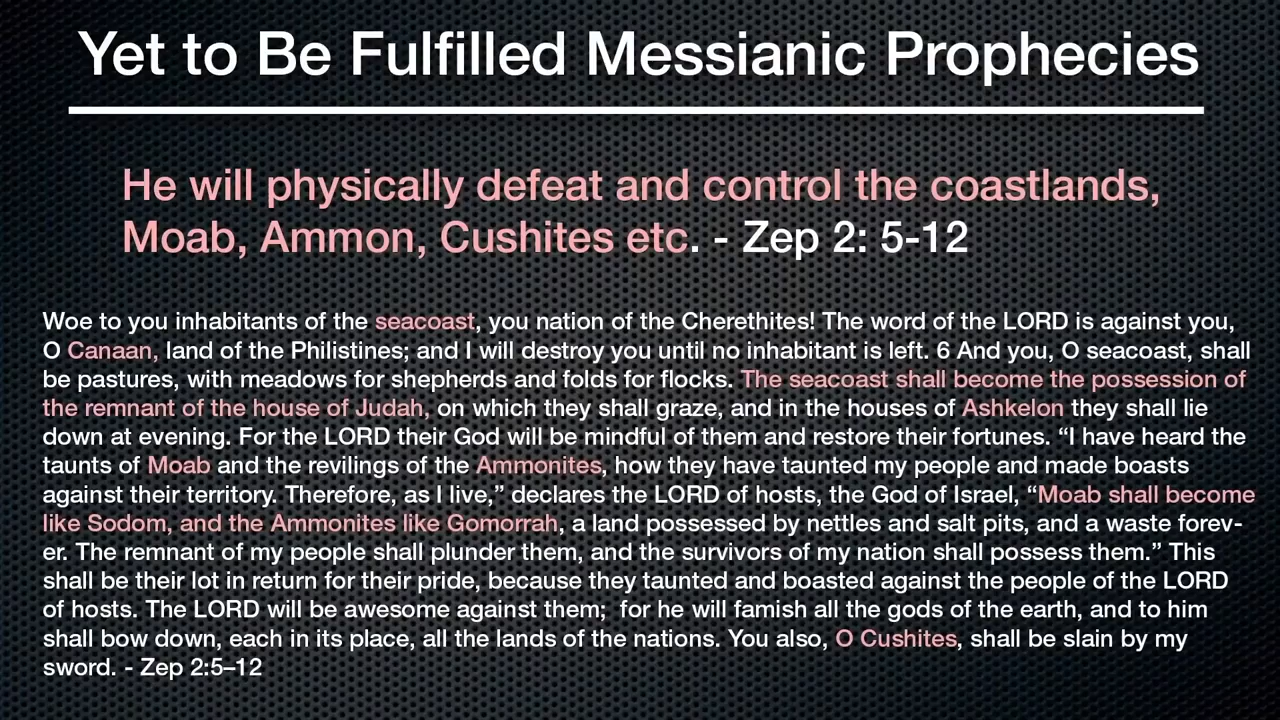 Yet to Be Fulfilled Messianic Prophecies
He will physically defeat and control the coastlands,
Moab, Ammon, Cushites etc. - Zep 2: 5-12
Woe to you inhabitants of the seacoast, you nation of the Cherethites! The word of the LORD is against you,
O Canaan, land of the Philistines; and I will destroy you until no inhabitant is left. 6 And you, O seacoast, shall
be pastures, with meadows for shepherds and folds for flocks. The seacoast shall become the possession of
the remnant of the house of Judah, on which they shall graze, and in the houses of Ashkelon they shall lie
down at evening. For the LORD their God will be mindful of them and restore their fortunes. “I have heard the
taunts of Moab and the revilings of the Ammonites, how they have taunted my people and made boasts
against their territory. Therefore, as I live,” declares the LORD of hosts, the God of Israel, “Moab shall become
like Sodom, and the Ammonites like Gomorrah, a land possessed by nettles and salt pits, and a waste forev-
er. The remnant of my people shall plunder them, and the survivors of my nation shall possess them.” This
shall be their lot in return for their pride, because they taunted and boasted against the people of the LORD
of hosts. The LORD will be awesome against them;  for he will famish all the gods of the earth, and to him
shall bow down, each in its place, all the lands of the nations. You also, O Cushites, shall be slain by my
sword. - Zep 2:5–12